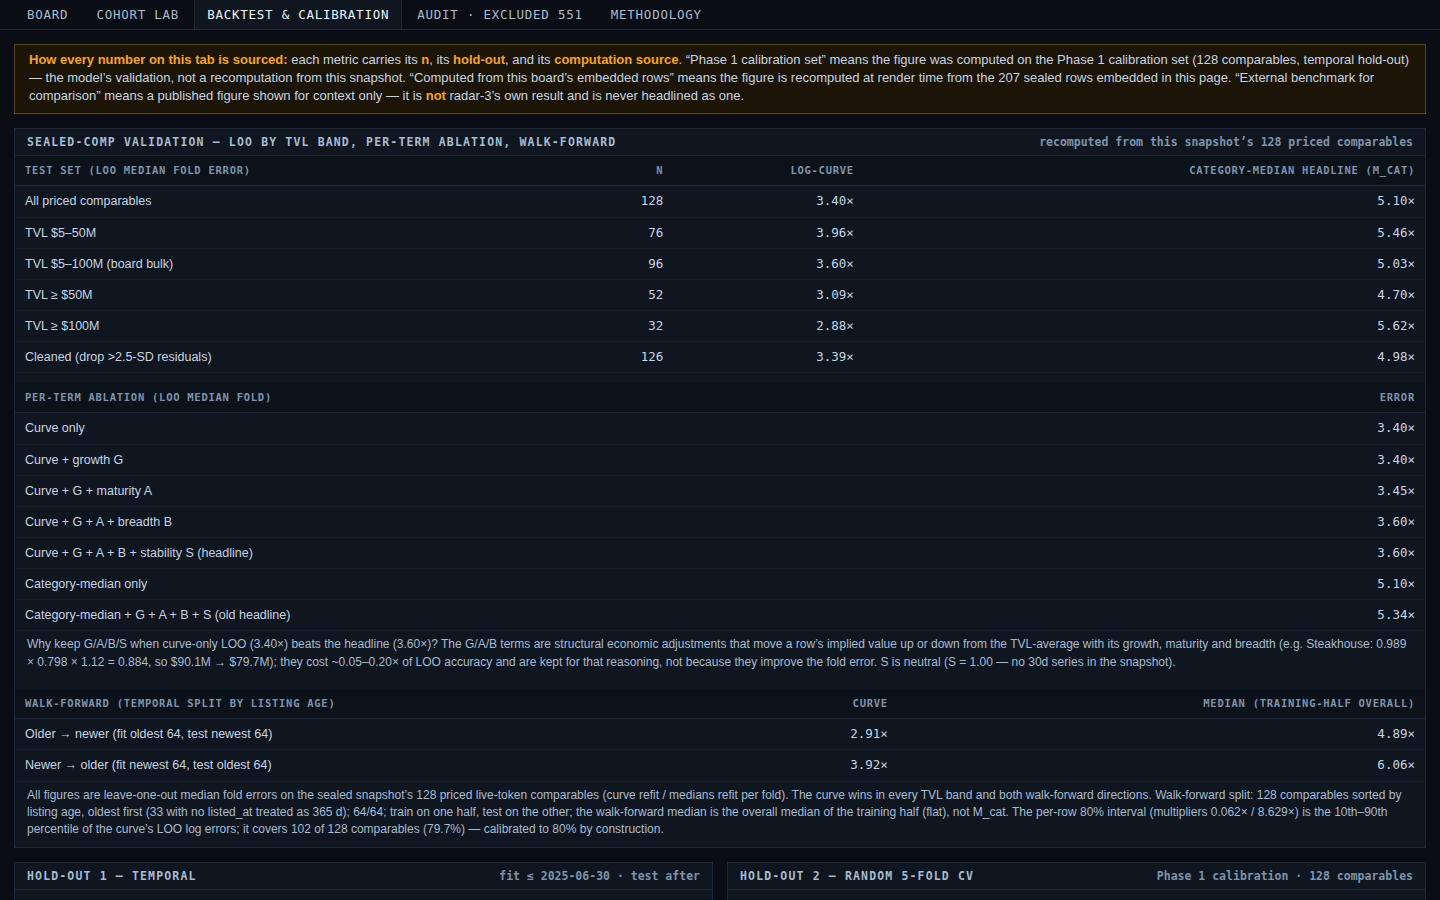 BOARD COHORT LAB BACKTEST & CALIBRATION AUDIT · EXCLUDED 551 METHODOLOGY
How every number on this tab is sourced: each metric carries its n, its hold-out, and its computation source. “Phase 1 calibration set” means the figure was computed on the Phase 1 calibration set (128 comparables, temporal hold-out)
— the model’s validation, not a recomputation from this snapshot. “Computed from this board’s embedded rows” means the figure is recomputed at render time from the 207 sealed rows embedded in this page. “External benchmark for
comparison” means a published figure shown for context only — it is not radar-3’s own result and is never headlined as one.
SEALED-COMP VALIDATION — LOO BY TVL BAND, PER-TERM ABLATION, WALK-FORWARD recomputed from this snapshot’s 128 priced comparables
TEST SET (LOO MEDIAN FOLD ERROR) N LOG-CURVE CATEGORY-MEDIAN HEADLINE (M_CAT)
All priced comparables 128 3.40× 5.10×
TVL $5–50M 76 3.96× 5.46×
TVL $5–100M (board bulk) 96 3.60× 5.03×
TVL ≥ $50M 52 3.09× 4.70×
TVL ≥ $100M 32 2.88× 5.62×
Cleaned (drop >2.5-SD residuals) 126 3.39× 4.98×
PER-TERM ABLATION (LOO MEDIAN FOLD) ERROR
Curve only 3.40×
Curve + growth G 3.40×
Curve + G + maturity A 3.45×
Curve + G + A + breadth B 3.60×
Curve + G + A + B + stability S (headline) 3.60×
Category-median only 5.10×
Category-median + G + A + B + S (old headline) 5.34×
Why keep G/A/B/S when curve-only LOO (3.40×) beats the headline (3.60×)? The G/A/B terms are structural economic adjustments that move a row’s implied value up or down from the TVL-average with its growth, maturity and breadth (e.g. Steakhouse: 0.989
× 0.798 × 1.12 = 0.884, so $90.1M → $79.7M); they cost ~0.05–0.20× of LOO accuracy and are kept for that reasoning, not because they improve the fold error. S is neutral (S = 1.00 — no 30d series in the snapshot).
WALK-FORWARD (TEMPORAL SPLIT BY LISTING AGE) CURVE MEDIAN (TRAINING-HALF OVERALL)
Older → newer (fit oldest 64, test newest 64) 2.91× 4.89×
Newer → older (fit newest 64, test oldest 64) 3.92× 6.06×
All figures are leave-one-out median fold errors on the sealed snapshot’s 128 priced live-token comparables (curve refit / medians refit per fold). The curve wins in every TVL band and both walk-forward directions. Walk-forward split: 128 comparables sorted by
listing age, oldest first (33 with no listed_at treated as 365 d); 64/64; train on one half, test on the other; the walk-forward median is the overall median of the training half (flat), not M_cat. The per-row 80% interval (multipliers 0.062× / 8.629×) is the 10th–90th
percentile of the curve’s LOO log errors; it covers 102 of 128 comparables (79.7%) — calibrated to 80% by construction.
HOLD-OUT 1 — TEMPORAL fit ≤ 2025-06-30 · test after HOLD-OUT 2 — RANDOM 5-FOLD CV Phase 1 calibration · 128 comparables